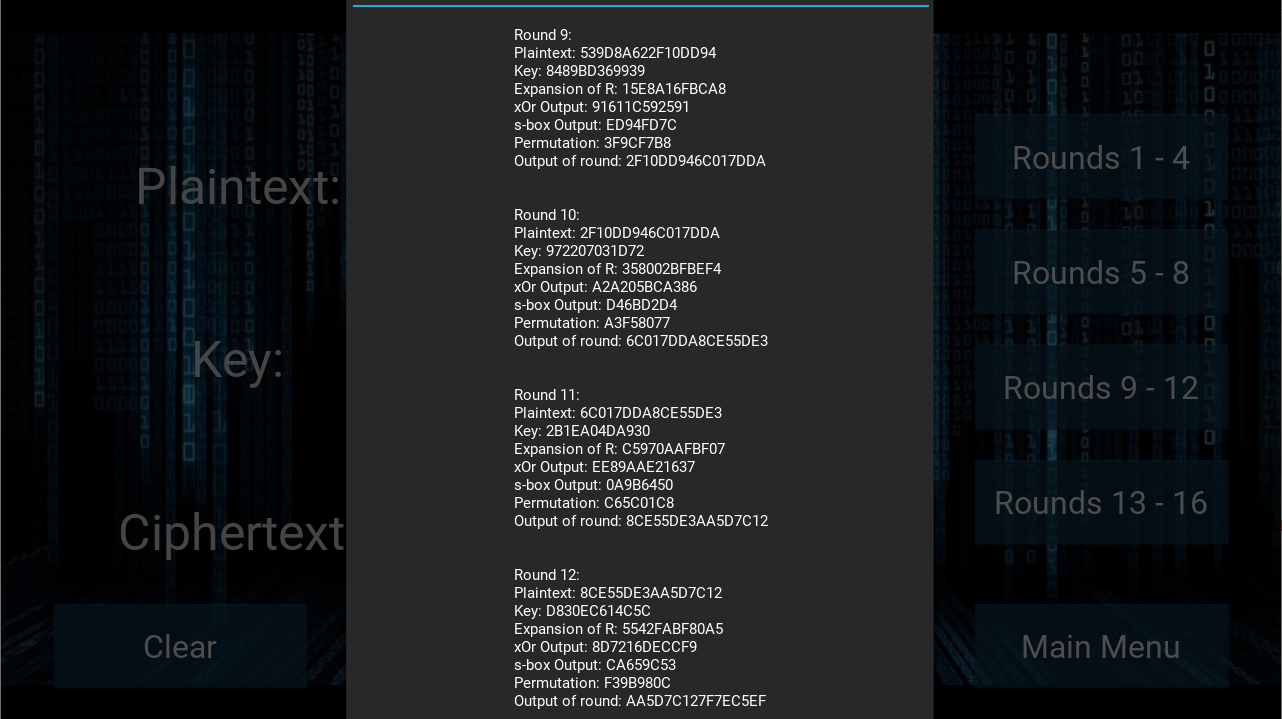 Plaintext:
Key:
Ciphertext
Clear
Round 9:
Plaintext: 539D8A622F10DD94
Key: 8489BD369939
Expansion of R: 15E8A16FBCA8
xOr Output: 91611C592591
s-box Output: ED94FD7C
Permutation: 3F9CF7B8
Output of round: 2F10DD946C017DDA
Round 10:
Plaintext: 2F10DD946C017DDA
Key: 972207031D72
Expansion of R: 358002BFBEF4
xOr Output: A2A205BCA386
s-box Output: D46BD2D4
Permutation: A3F58077
Output of round: 6C017DDA8CE55DE3
Round 11:
Plaintext: 6C017DDA8CE55DE3
Key: 2B1EA04DA930
Expansion of R: C5970AAFBF07
xOr Output: EE89AAE21637
s-box Output: 0A9B6450
Permutation: C65C01C8
Output of round: 8CE55DE3AA5D7C12
Round 12:
Plaintext: 8CE55DE3AA5D7C12
Key: D830EC614C5C
Expansion of R: 5542FABF80A5
xOr Output: 8D7216DECCF9
s-box Output: CA659C53
Permutation: F39B980C
Output of round: AA5D7C127F7EC5EF
Rounds 1 - 4
Rounds 5 - 8
Rounds 9 - 12
Rounds 13 - 16
Main Menu